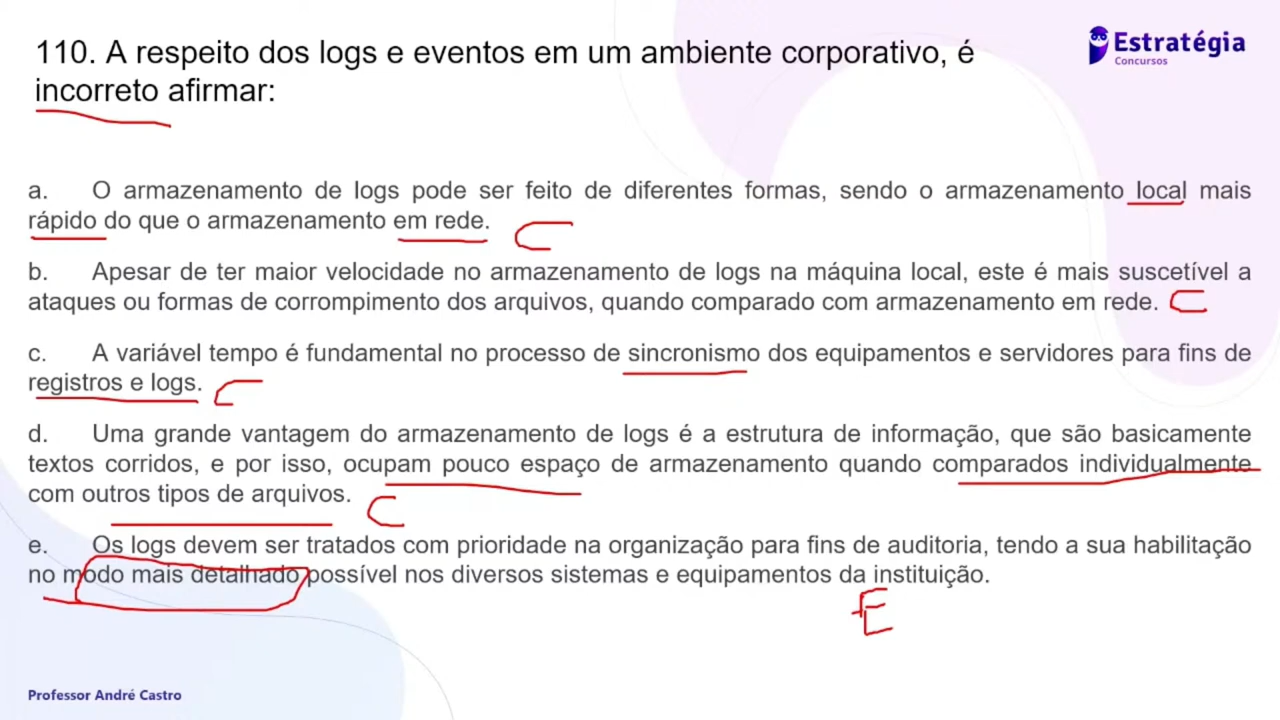 110. A respeito dos logs e eventos em um ambiente corporativo, é
incorreto afirmar:
Estratégia
Concursos
a. O armazenamento de logs pode ser feito de diferentes formas, sendo o armazenamento local mais
rápido do que o armazenamento em rede. C
b. Apesar de ter maior velocidade no armazenamento de logs na máquina local, este é mais suscetível a
ataques ou formas de corrompimento dos arquivos, quando comparado com armazenamento em rede. C
c. A variável tempo é fundamental no processo de sincronismo dos equipamentos e servidores para fins de
registros e logs. C
d. Uma grande vantagem do armazenamento de logs é a estrutura de informação, que são basicamente
textos corridos, e por isso, ocupam pouco espaço de armazenamento quando comparados individualmente
com outros tipos de arquivos. C
e. Os logs devem ser tratados com prioridade na organização para fins de auditoria, tendo a sua habilitação
no modo mais detalhado possível nos diversos sistemas e equipamentos da instituição.
E
Professor André Castro